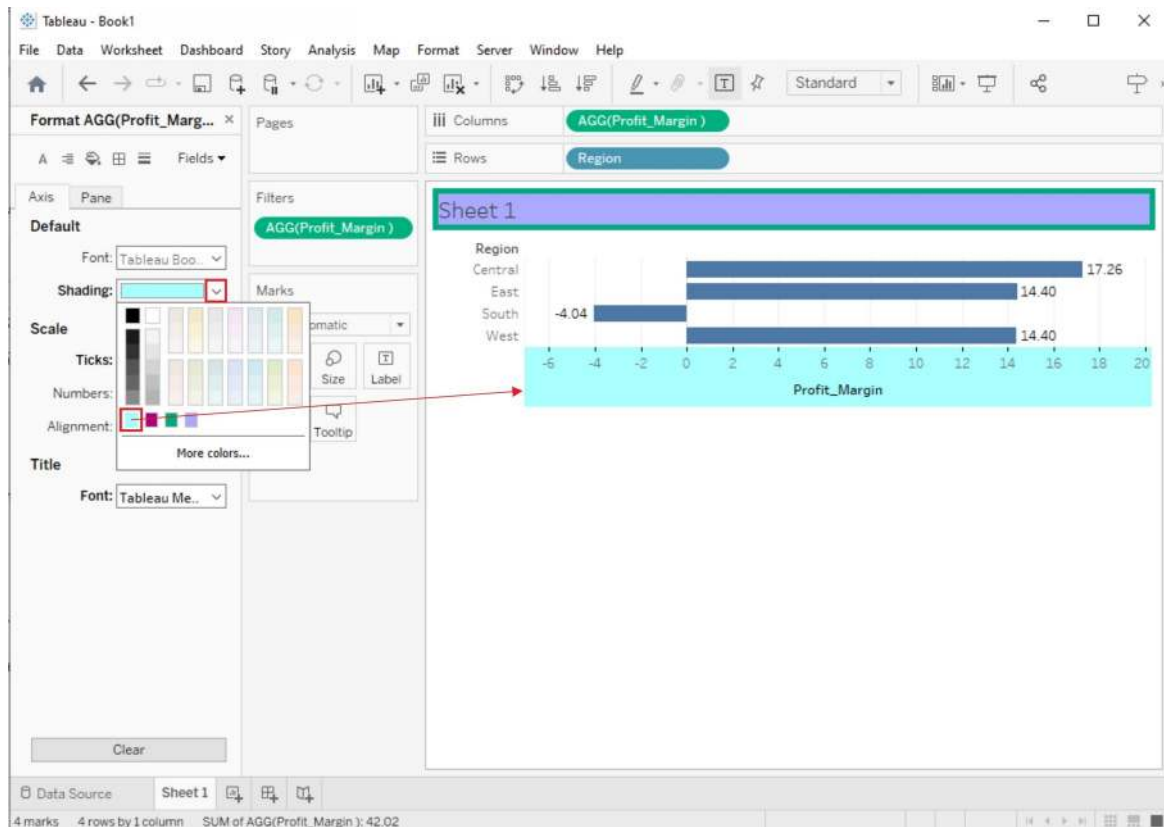 Tableau - Book1
File Data Worksheet Dashboard Story Analysis Map Format Server Window Help
Standard
Format AGG(Profit_Marg...
Fields
Axis Pane
Default
Font: Tableau Boo..
Shading:
Scale
Ticks:
Numbers:
Alignment:
More colors...
Title
Font: Tableau Me..
Clear
Pages
Filters
AGG(Profit_Margin )
Marks
omatic
Size Label
Tooltip
iii Columns AGG(Profit_Margin )
Rows Region
Sheet 1
Region
Central 17.26
East 14.40
South -4.04
West 14.40
-6 -4 -2 0 2 4 6 8 10 12 14 16 18 20
Profit_Margin
Data Source Sheet 1
4 marks 4 rows by 1 column SUM of AGG(Profit_Margin ): 42.02